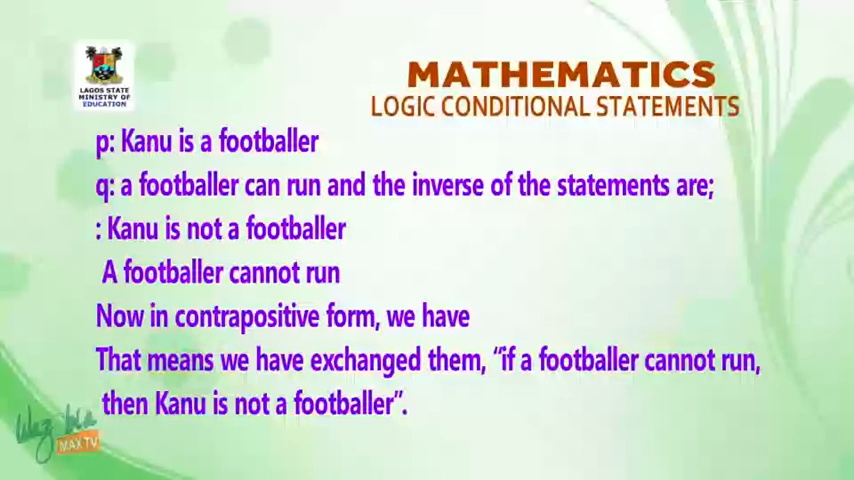 LAGOS STATE
MINISTRY OF
EDUCATION
MATHEMATICS
LOGIC CONDITIONAL STATEMENTS
p: Kanu is a footballer
q: a footballer can run and the inverse of the statements are;
: Kanu is not a footballer
A footballer cannot run
Now in contrapositive form, we have
That means we have exchanged them, “if a footballer cannot run,
then Kanu is not a footballer”.
MAX TV